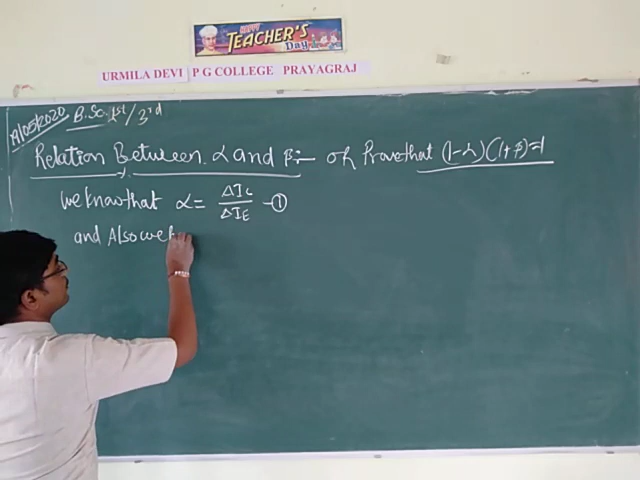 HAPPY
TEACHER'S
Day
URMILA DEVI P G COLLEGE PRAYAGRAJ
B.Sc. 1st/3rd
Relation Between α and β:- or Prove that (1-α)(1+β)=1
We know that α = ΔIc/ΔIE -①
and Also we k